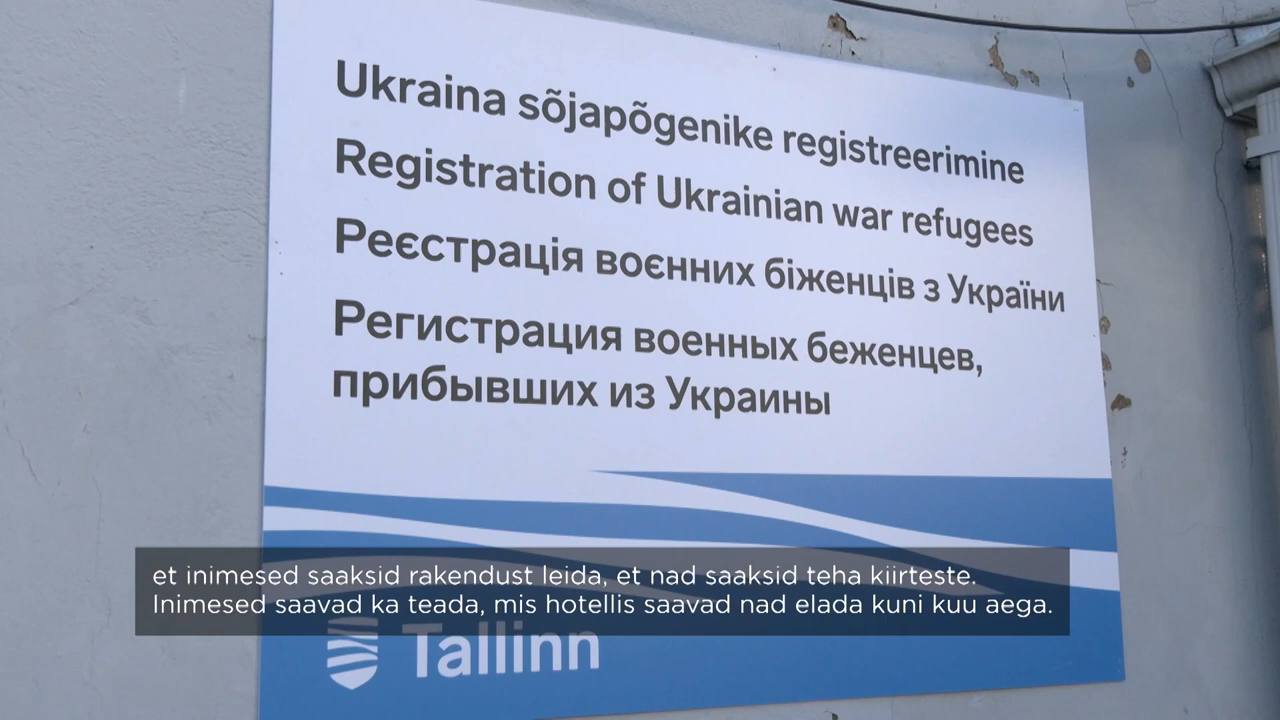 Ukraina sõjapõgenike registreerimine
Registration of Ukrainian war refugees
Реєстрація воєнних біженців з України
Регистрация военных беженцев,
прибывших из Украины
et inimesed saaksid rakendust leida, et nad saaksid teha kiirteste.
Inimesed saavad ka teada, mis hotellis saavad nad elada kuni kuu aega.
Tallinn